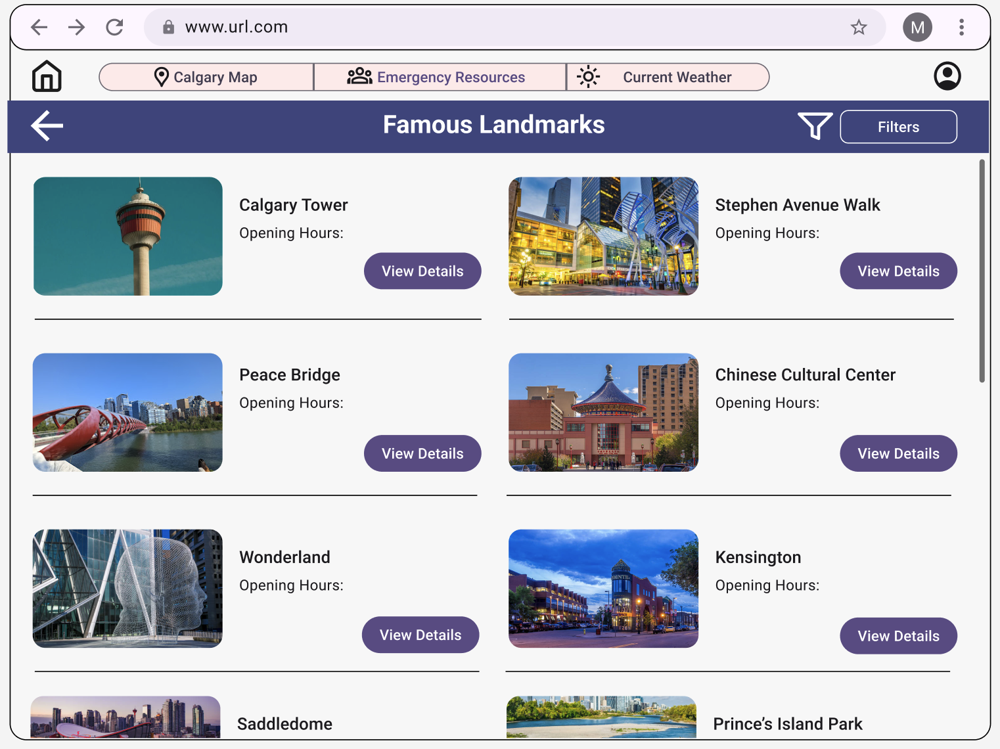 www.url.com
M
Calgary Map
Emergency Resources
Current Weather
Famous Landmarks
Filters
Calgary Tower
Opening Hours:
View Details
Stephen Avenue Walk
Opening Hours:
View Details
Peace Bridge
Opening Hours:
View Details
Chinese Cultural Center
Opening Hours:
View Details
Wonderland
Opening Hours:
View Details
Kensington
Opening Hours:
View Details
Saddledome
Prince’s Island Park